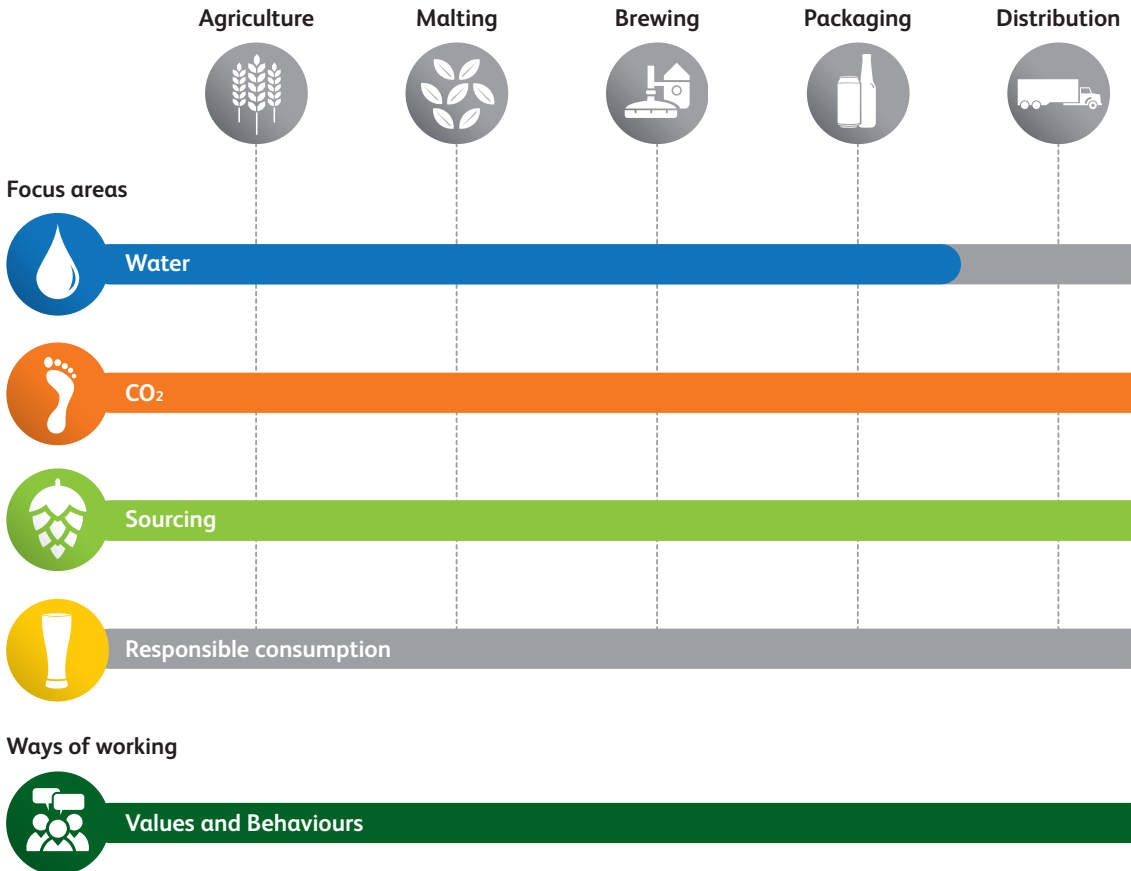 Agriculture Malting Brewing Packaging Distribution
Focus areas
Water
CO₂
Sourcing
Responsible consumption
Ways of working
Values and Behaviours